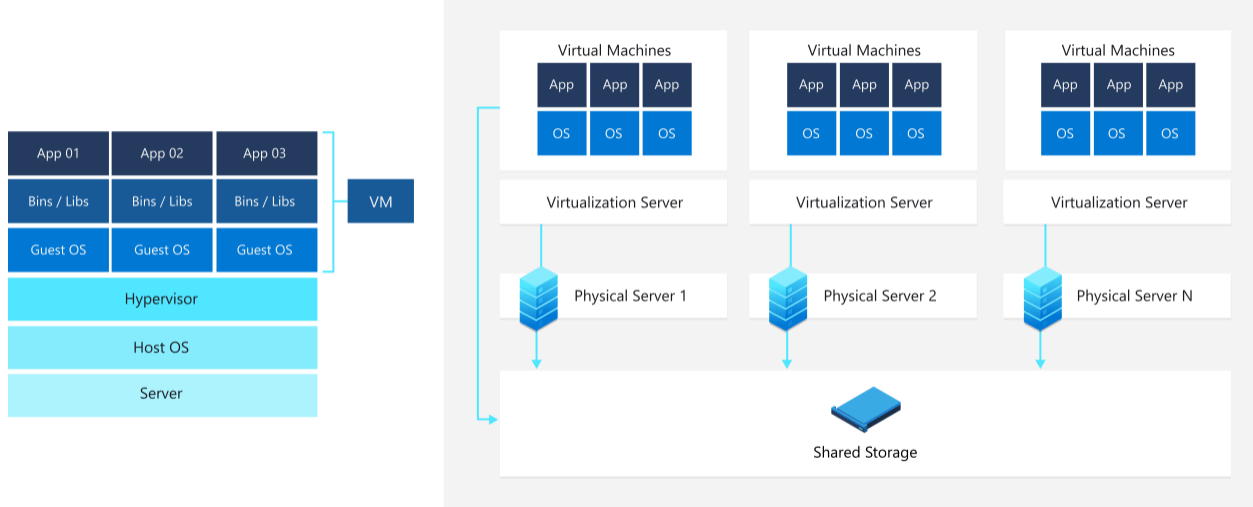 App 01
App 02
App 03
Bins / Libs
Bins / Libs
Bins / Libs
VM
Guest OS
Guest OS
Guest OS
Hypervisor
Host OS
Server
Virtual Machines
App
App
App
OS
OS
OS
Virtualization Server
Physical Server 1
Virtual Machines
App
App
App
OS
OS
OS
Virtualization Server
Physical Server 2
Virtual Machines
App
App
App
OS
OS
OS
Virtualization Server
Physical Server N
Shared Storage